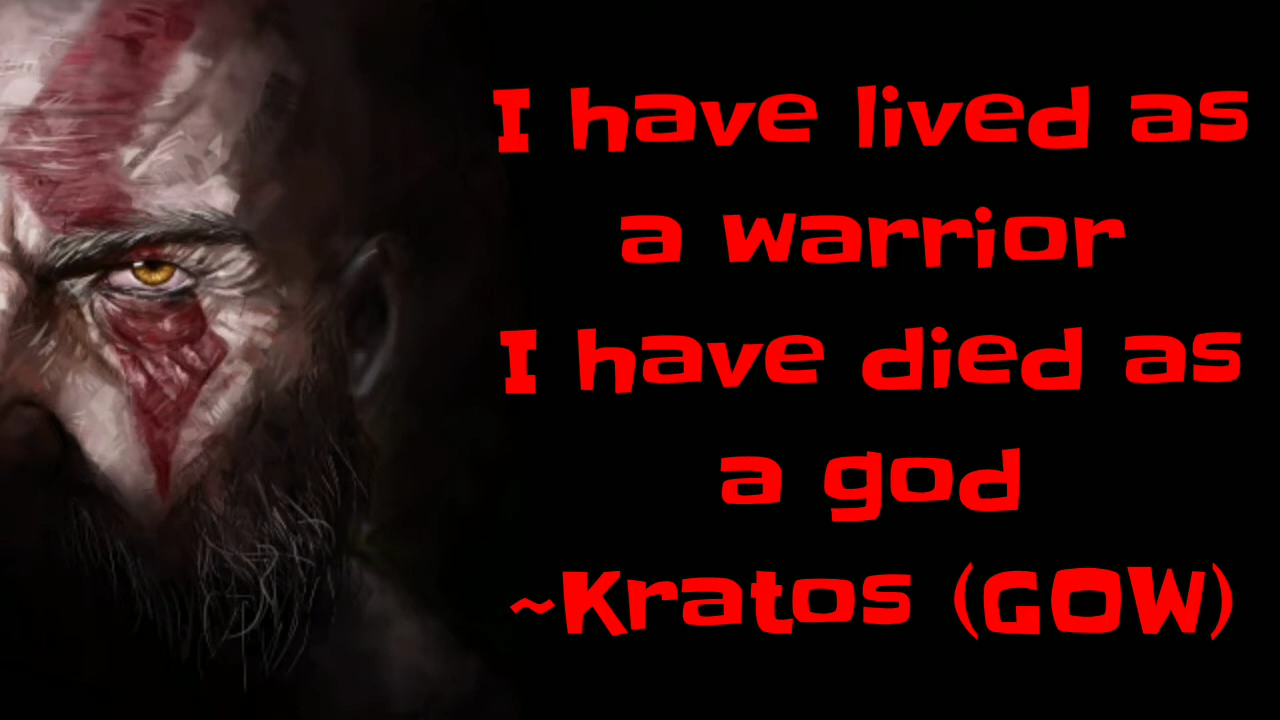 I have lived as
a warrior
I have died as
a god
~Kratos (GOW)